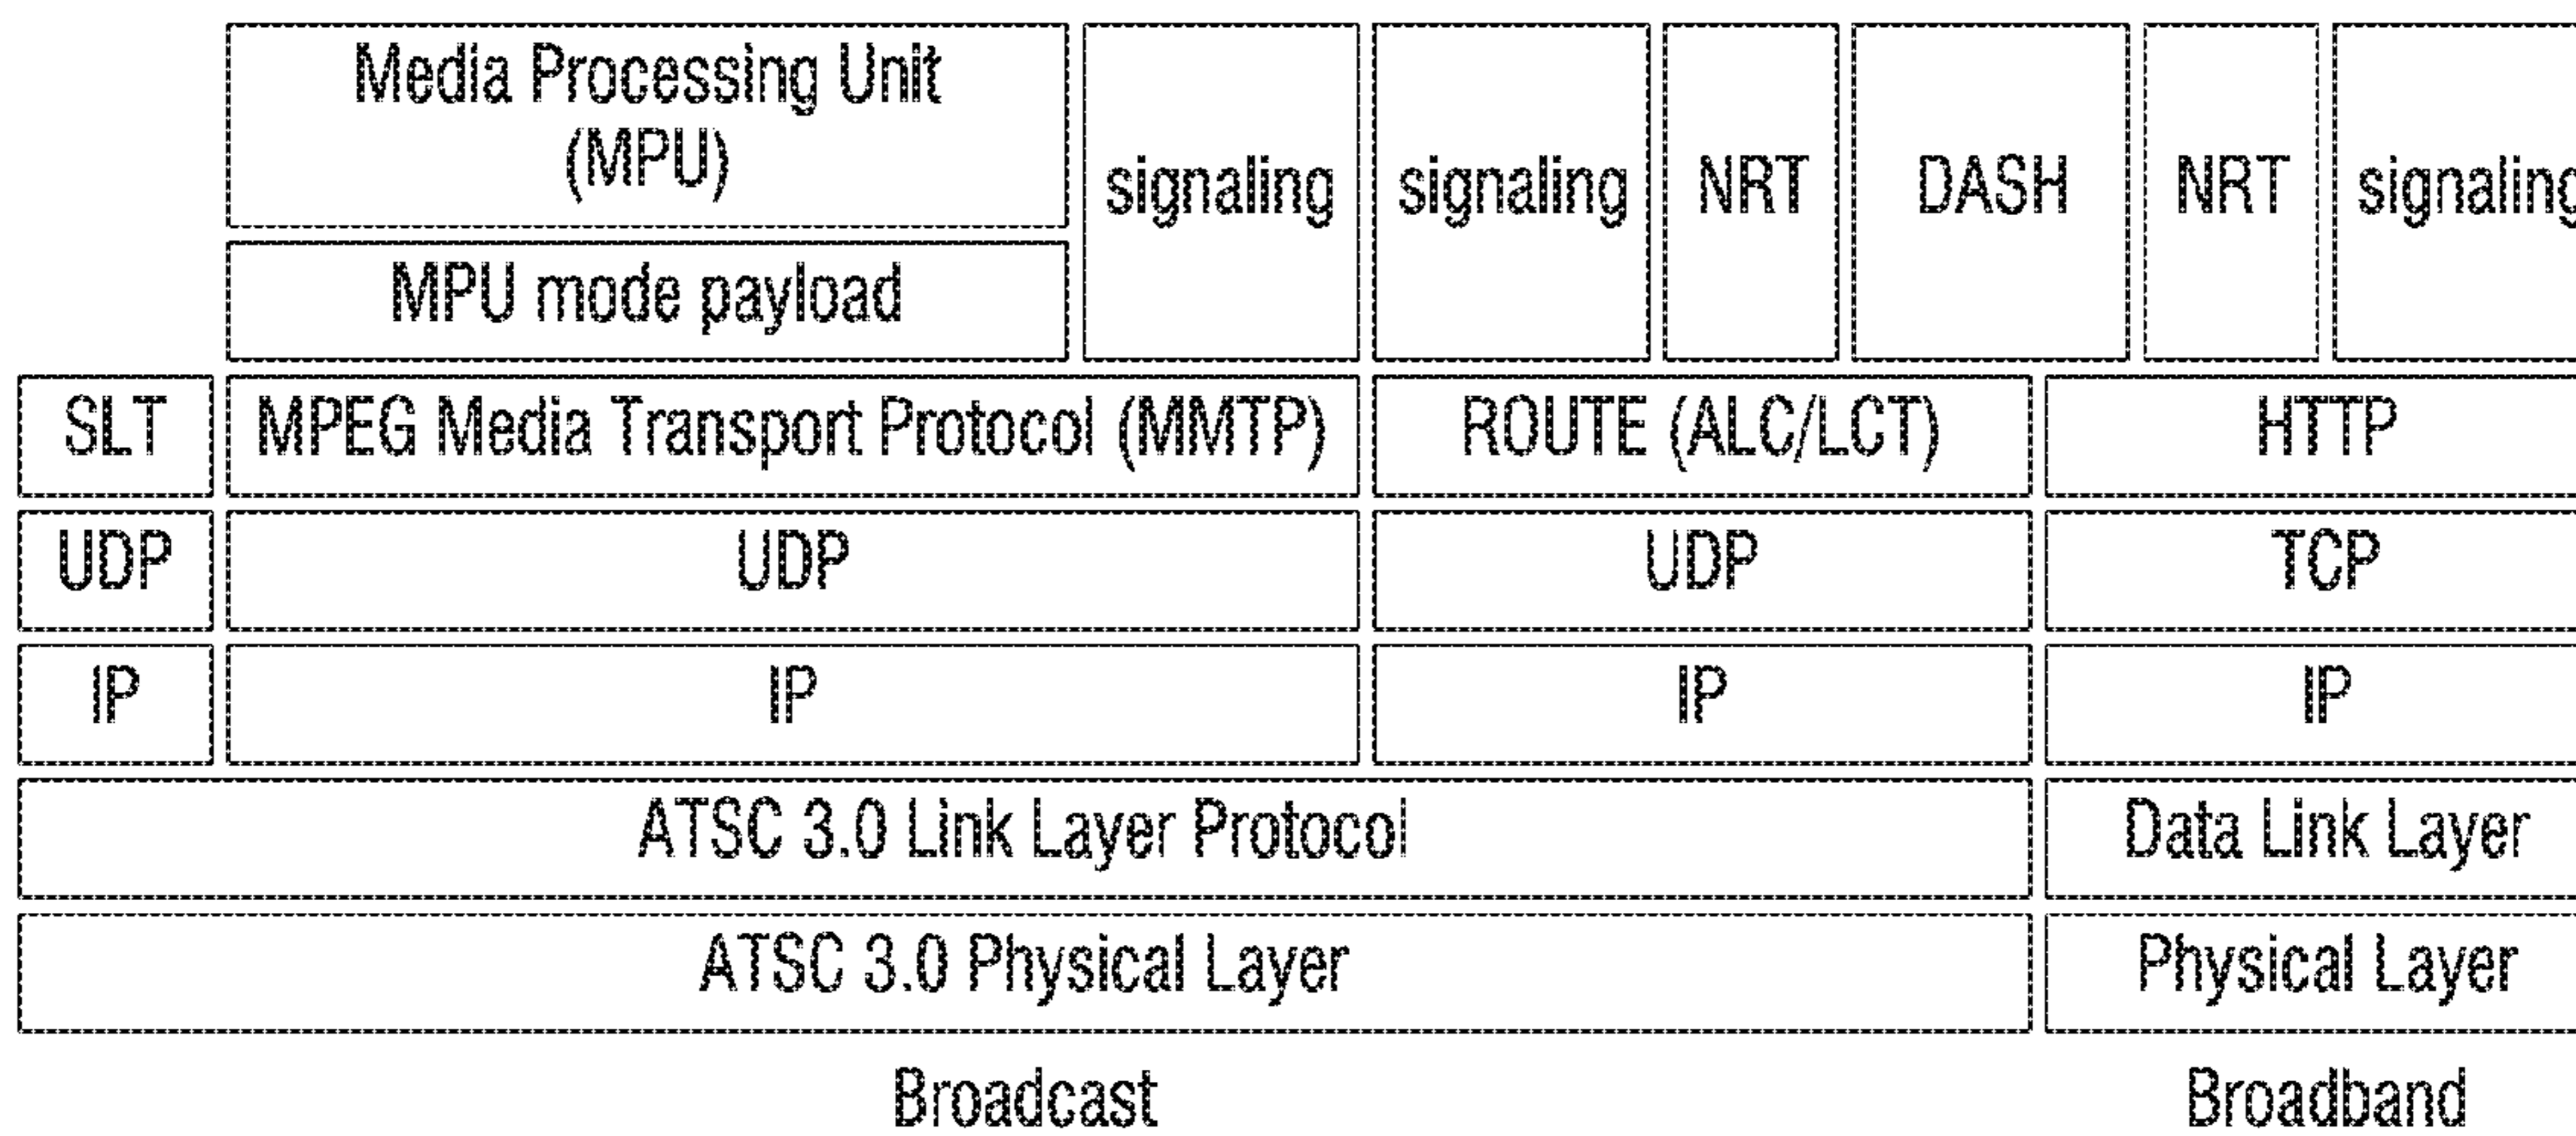 Media Processing Unit
(MPU)
signaling
signaling
NRT
DASH
NRT
signaling
MPU mode payload
SLT
MPEG Media Transport Protocol (MMTP)
ROUTE (ALC/LCT)
HTTP
UDP
UDP
UDP
TCP
IP
IP
IP
IP
ATSC 3.0 Link Layer Protocol
Data Link Layer
ATSC 3.0 Physical Layer
Physical Layer
Broadcast
Broadband